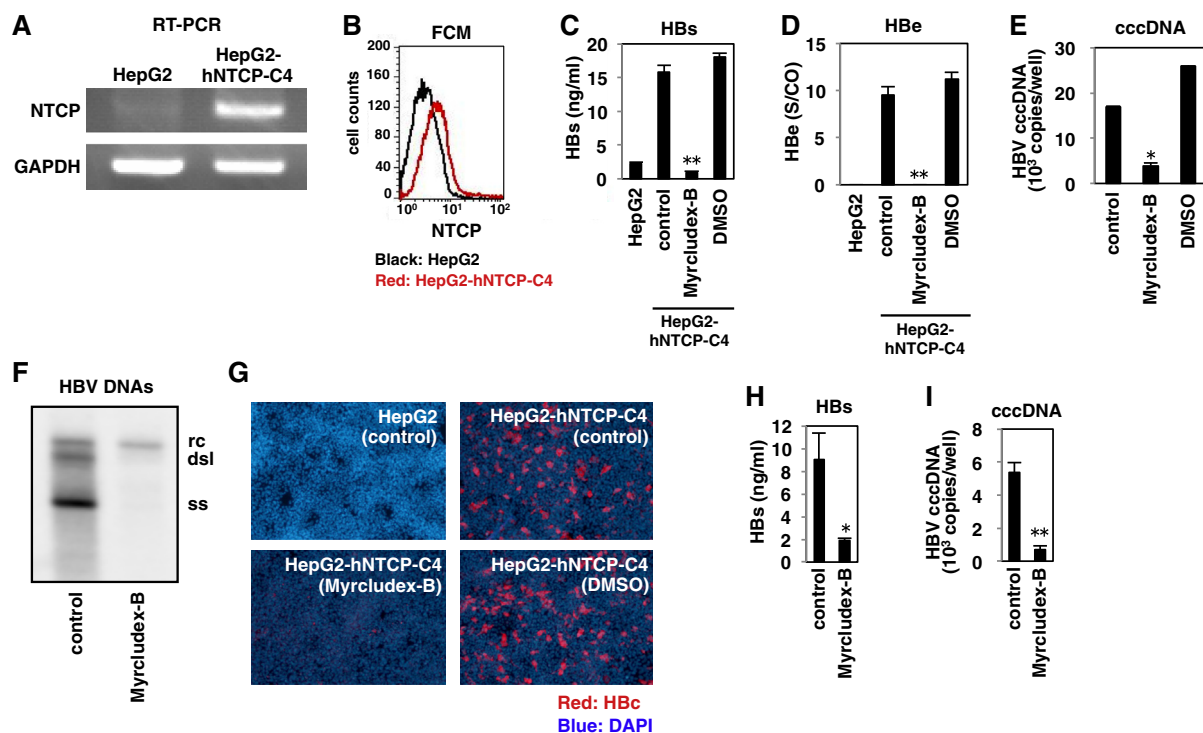 A
RT-PCR
HepG2
HepG2-
hNTCP-C4
NTCP
GAPDH
B
FCM
cell counts
200
160
120
80
40
0
10⁰
10¹
10²
NTCP
Black: HepG2
Red: HepG2-hNTCP-C4
C
HBs
HBs (ng/ml)
20
15
10
5
0
HepG2
control
Myrcludex-B
DMSO
**
HepG2-
hNTCP-C4
D
HBe
HBe (S/CO)
15
10
5
0
HepG2
control
Myrcludex-B
DMSO
**
HepG2-
hNTCP-C4
E
cccDNA
HBV cccDNA
(10³ copies/well)
30
20
10
0
*
control
Myrcludex-B
DMSO
F
HBV DNAs
rc
dsl
ss
control
Myrcludex-B
G
HepG2
(control)
HepG2-hNTCP-C4
(control)
HepG2-hNTCP-C4
(Myrcludex-B)
HepG2-hNTCP-C4
(DMSO)
Red: HBc
Blue: DAPI
H
HBs
HBs (ng/ml)
12
10
8
6
4
2
0
*
control
Myrcludex-B
I
cccDNA
HBV cccDNA
(10³ copies/well)
8
6
4
2
0
**
control
Myrcludex-B